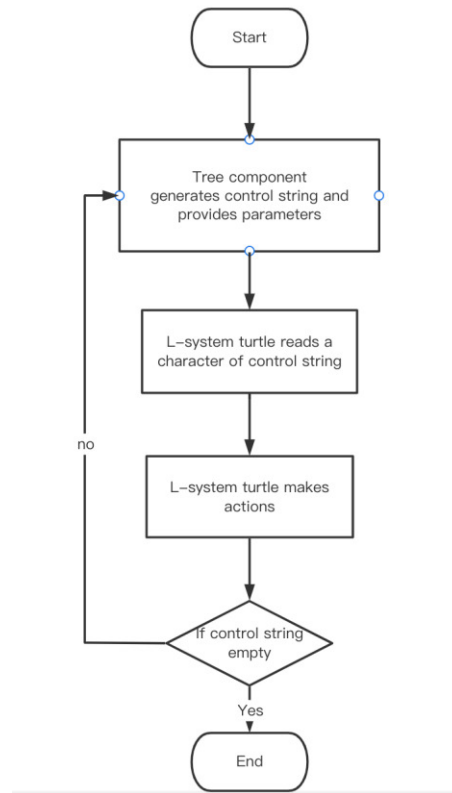 Start
Tree component
generates control string and
provides parameters
L-system turtle reads a
character of control string
no
L-system turtle makes
actions
If control string
empty
Yes
End